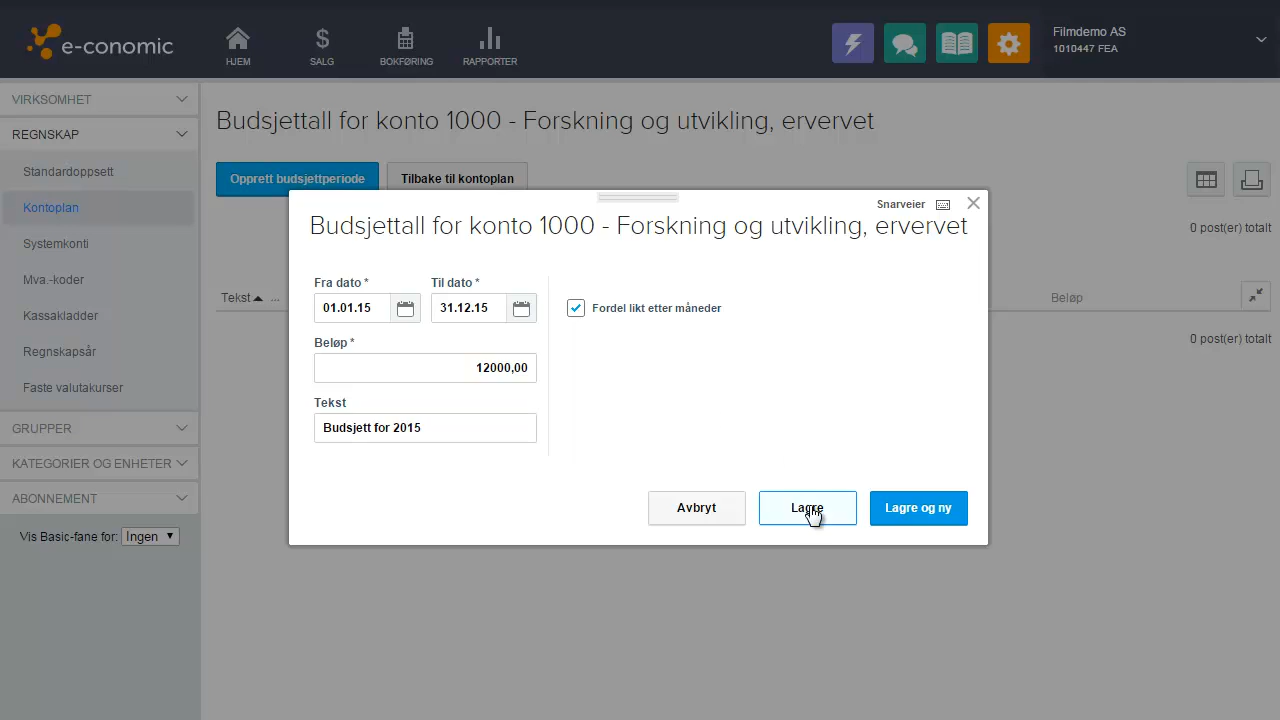 e-conomic
HJEM
SALG
BOKFØRING
RAPPORTER
Filmdemo AS
1010447 FEA
VIRKSOMHET
REGNSKAP
Standardoppsett
Kontoplan
Systemkonti
Mva.-koder
Kassakladder
Regnskapsår
Faste valutakurser
GRUPPER
KATEGORIER OG ENHETER
ABONNEMENT
Vis Basic-fane for: Ingen
Budsjettall for konto 1000 - Forskning og utvikling, ervervet
Opprett budsjettperiode
Tilbake til kontoplan
0 post(er) totalt
Tekst ...
Beløp
0 post(er) totalt
Snarveier
Budsjettall for konto 1000 - Forskning og utvikling, ervervet
Fra dato *
Til dato *
01.01.15
31.12.15
Fordel likt etter måneder
Beløp *
12000,00
Tekst
Budsjett for 2015
Avbryt
Lagre
Lagre og ny